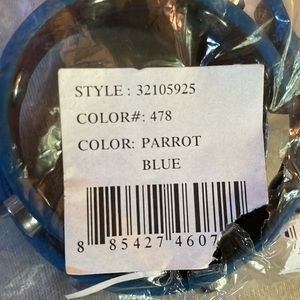 STYLE : 32105925
COLOR#: 478
COLOR: PARROT
BLUE
8 85427 4607